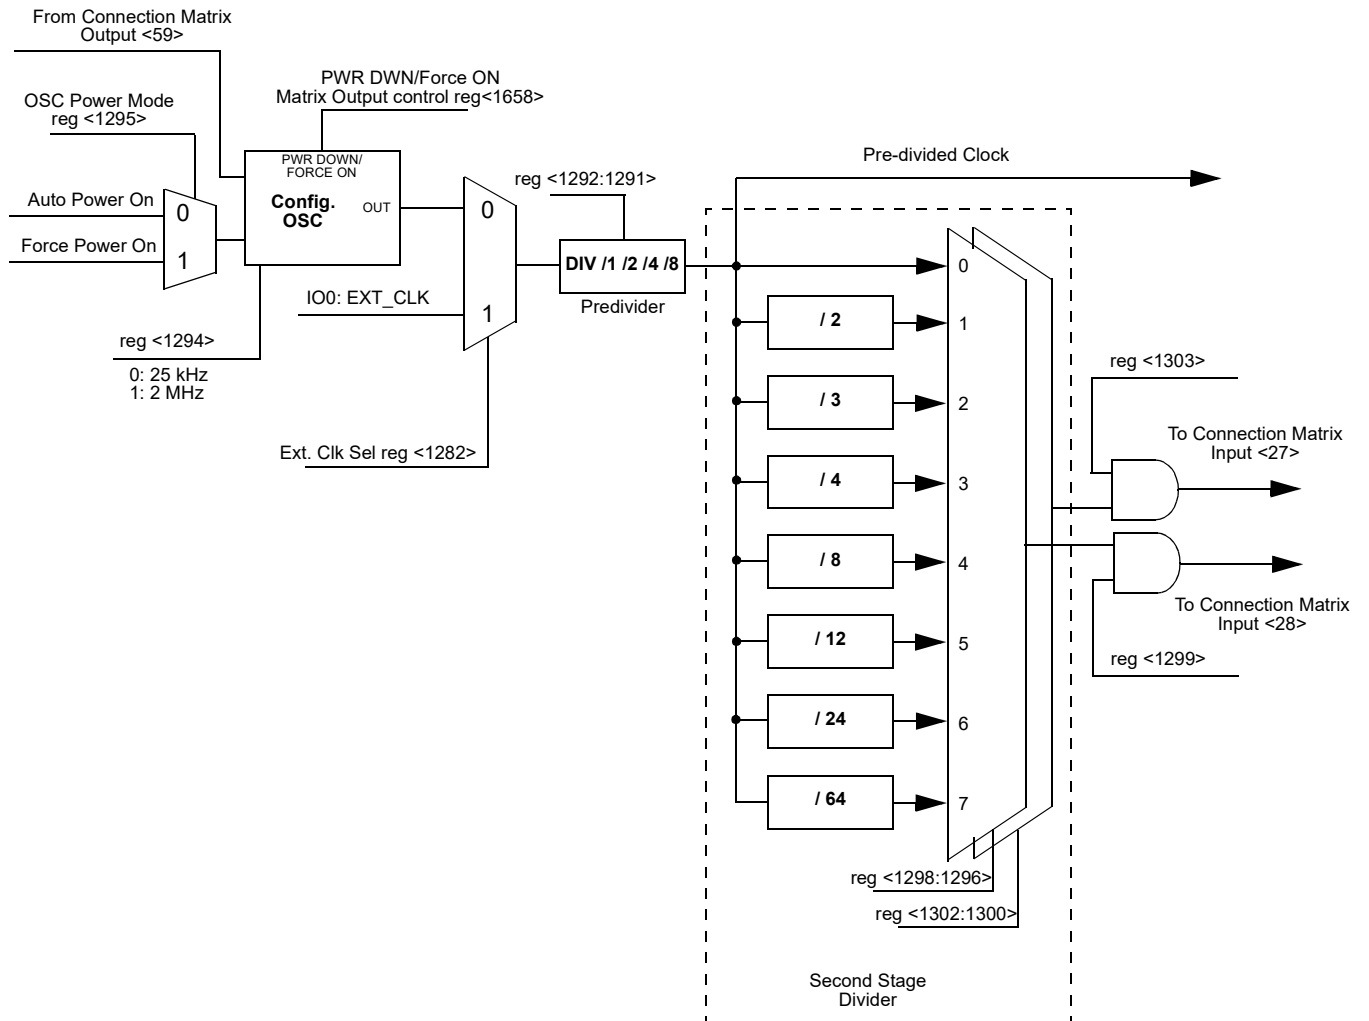 From Connection Matrix
Output <59>
PWR DWN/Force ON
Matrix Output control reg<1658>
OSC Power Mode
reg <1295>
PWR DOWN/
FORCE ON
Config.
OSC
OUT
Auto Power On
Force Power On
0
1
reg <1294>
0: 25 kHz
1: 2 MHz
IO0: EXT_CLK
0
1
Ext. Clk Sel reg <1282>
reg <1292:1291>
DIV /1 /2 /4 /8
Predivider
Pre-divided Clock
0
/ 2
1
/ 3
2
/ 4
3
/ 8
4
/ 12
5
/ 24
6
/ 64
7
reg <1298:1296>
reg <1302:1300>
Second Stage
Divider
reg <1303>
To Connection Matrix
Input <27>
To Connection Matrix
Input <28>
reg <1299>